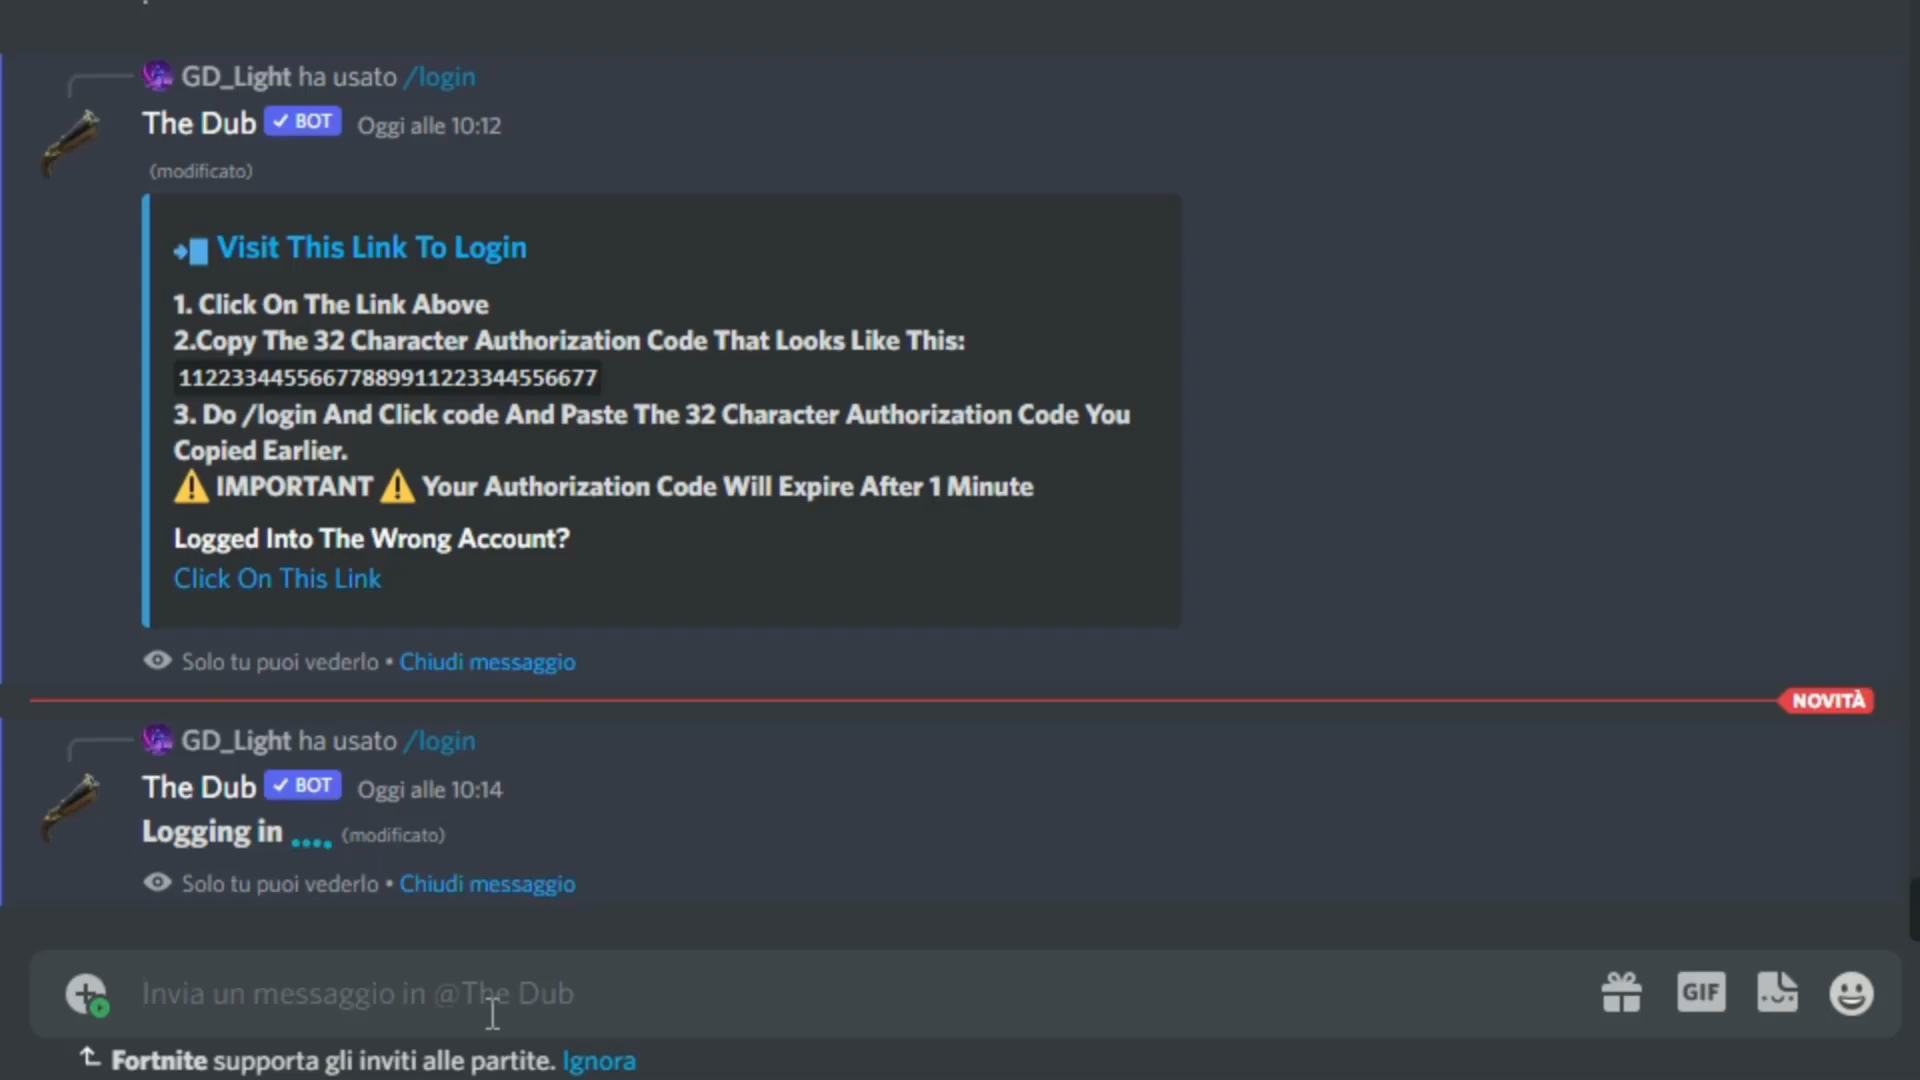 GD_Light ha usato /login
The Dub ✓ BOT Oggi alle 10:12
(modificato)
Visit This Link To Login
1. Click On The Link Above
2.Copy The 32 Character Authorization Code That Looks Like This:
11223344556677889911223344556677
3. Do /login And Click code And Paste The 32 Character Authorization Code You
Copied Earlier.
⚠ IMPORTANT ⚠ Your Authorization Code Will Expire After 1 Minute
Logged Into The Wrong Account?
Click On This Link
Solo tu puoi vederlo • Chiudi messaggio
NOVITÀ
GD_Light ha usato /login
The Dub ✓ BOT Oggi alle 10:14
Logging in .... (modificato)
Solo tu puoi vederlo • Chiudi messaggio
Invia un messaggio in @The Dub
GIF
Fortnite supporta gli inviti alle partite. Ignora